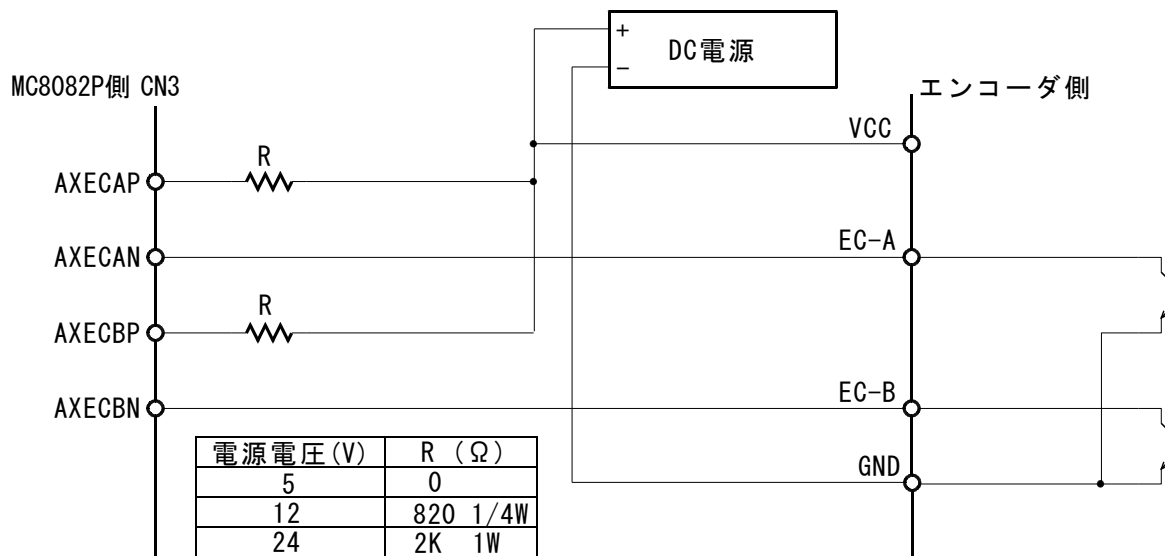 +
DC電源
−
MC8082P側 CN3
エンコーダ側
VCC
R
AXECAP
EC-A
AXECAN
R
AXECBP
EC-B
AXECBN
電源電圧(V) R (Ω)
GND
5 0
12 820 1/4W
24 2K 1W